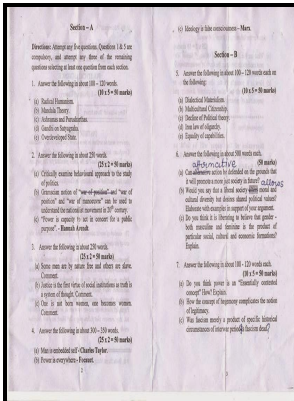 Section – A
Directions: Attempt any five questions. Questions 1 & 5 are
compulsory, and attempt any three of the remaining
questions selecting at least one question from each section.
1. Answer the following in about 100 – 120 words.
(10 x 5 = 50 marks)
(a) Radical Humanism.
(b) Mandala Theory.
(c) Ashramas and Purushartha.
(d) Gandhi on Satyagraha.
(e) Overdeveloped State.
2. Answer the following in about 250 words.
(25 x 2 = 50 marks)
(a) Critically examine behavioural approach to the study
of politics.
(b) Gramscian notion of "war of position" and "war of
position" and "war of manoeuvre" can be used to
understand the nationalist movement in 20th century.
(c) "Power is capacity to act in concert for a public
purpose". - Hannah Arendt.
3. Answer the following in about 250 words.
(25 x 2 = 50 marks)
(a) Some men are by nature free and others are slave.
Comment.
(b) Justice is the first virtue of social institutions as truth is
a system of thought. Comment.
(c) One is not born women, one becomes women.
Comment.
4. Answer the following in about 300 – 350 words.
(25 x 2 = 50 marks)
(a) Man is embedded self - Charles Taylor.
(b) Power is everywhere - Foucault.
(c) Ideology is false consciousness – Marx.
Section – B
5. Answer the following in about 100 – 120 words each on
the following:
(10 x 5 = 50 marks)
(a) Dialectical Materialism.
(b) Multicultural Citizenship.
(c) Decline of Political theory.
(d) Iron law of oligarchy.
(e) Equality of capabilities.
6. Answer the following in about 300 words each.
affirmative (50 marks)
(a) Can action be defended on the grounds that
it will promote a more just society in future?
allows
(b) Would you say that a liberal society moral and
cultural diversity but desires shared political values?
Elaborate with examples in support of your argument.
(c) Do you think it is liberating to believe that gender -
both masculine and feminine is the product of
particular social, cultural and economic formations?
Explain.
7. Answer the following in about 100 - 120 words each.
(10 x 5 = 50 marks)
(a) Do you think power is an "Essentially contested
concept" How? Explain.
(b) How the concept of hegemony complicates the notion
of legitimacy.
(c) Was fascism merely a product of specific historical
circumstances of interwar period is fascism dead?